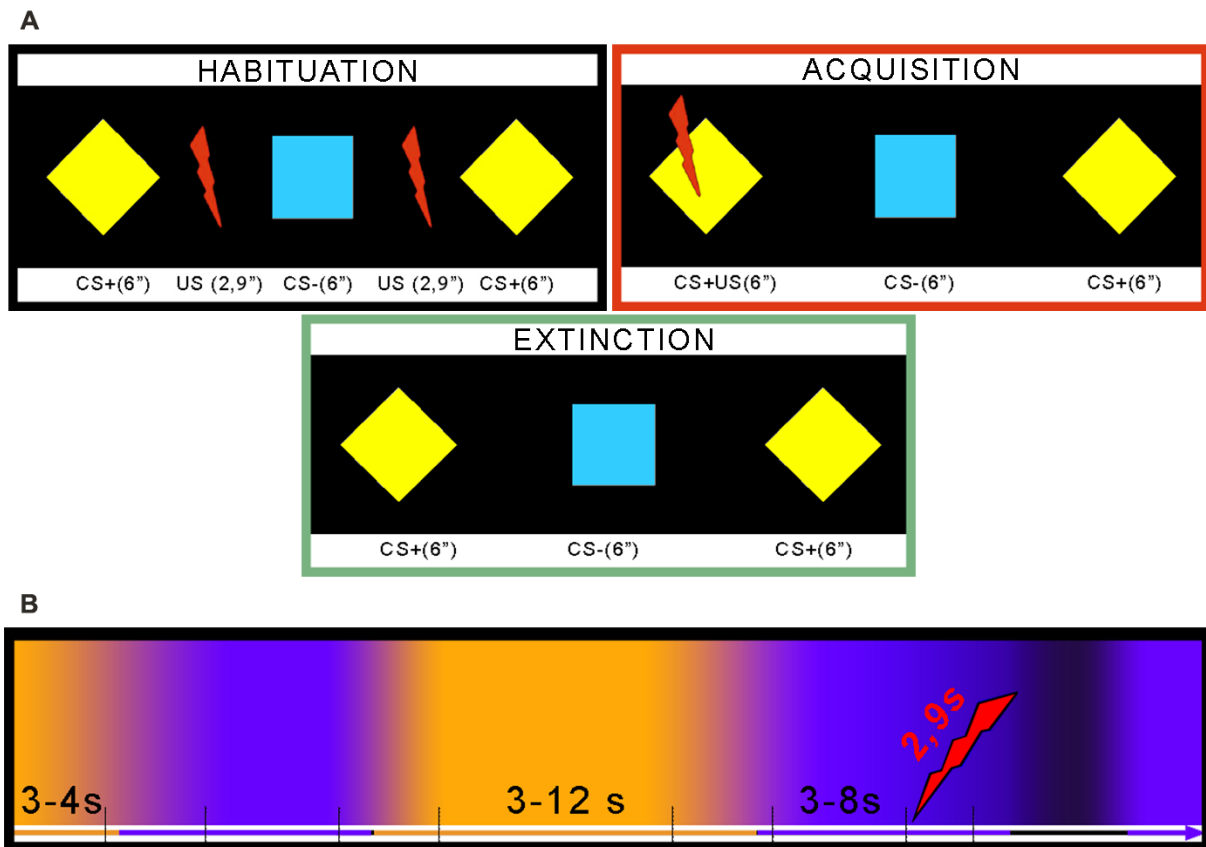 A
HABITUATION
CS+(6”) US (2,9”) CS-(6”) US (2,9”) CS+(6”)
ACQUISITION
CS+US(6”) CS-(6”) CS+(6”)
EXTINCTION
CS+(6”) CS-(6”) CS+(6”)
B
2,9s
3-4s 3-12 s 3-8s